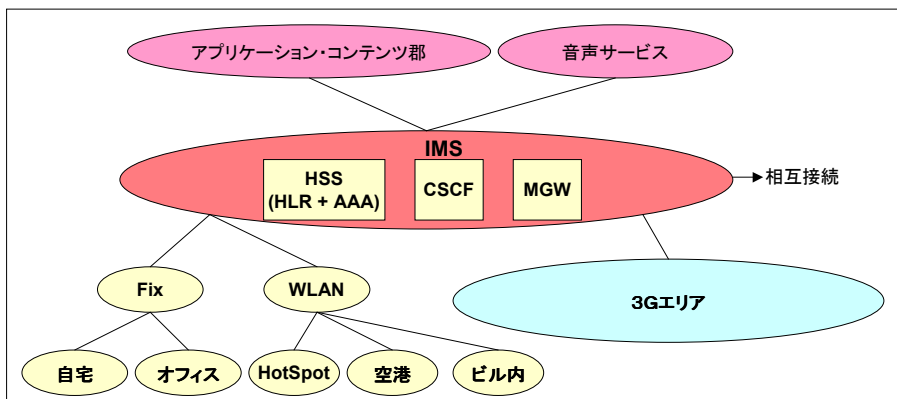 アプリケーション・コンテンツ郡
音声サービス
IMS
HSS
(HLR + AAA)
CSCF
MGW
相互接続
Fix
WLAN
3Gエリア
自宅
オフィス
HotSpot
空港
ビル内